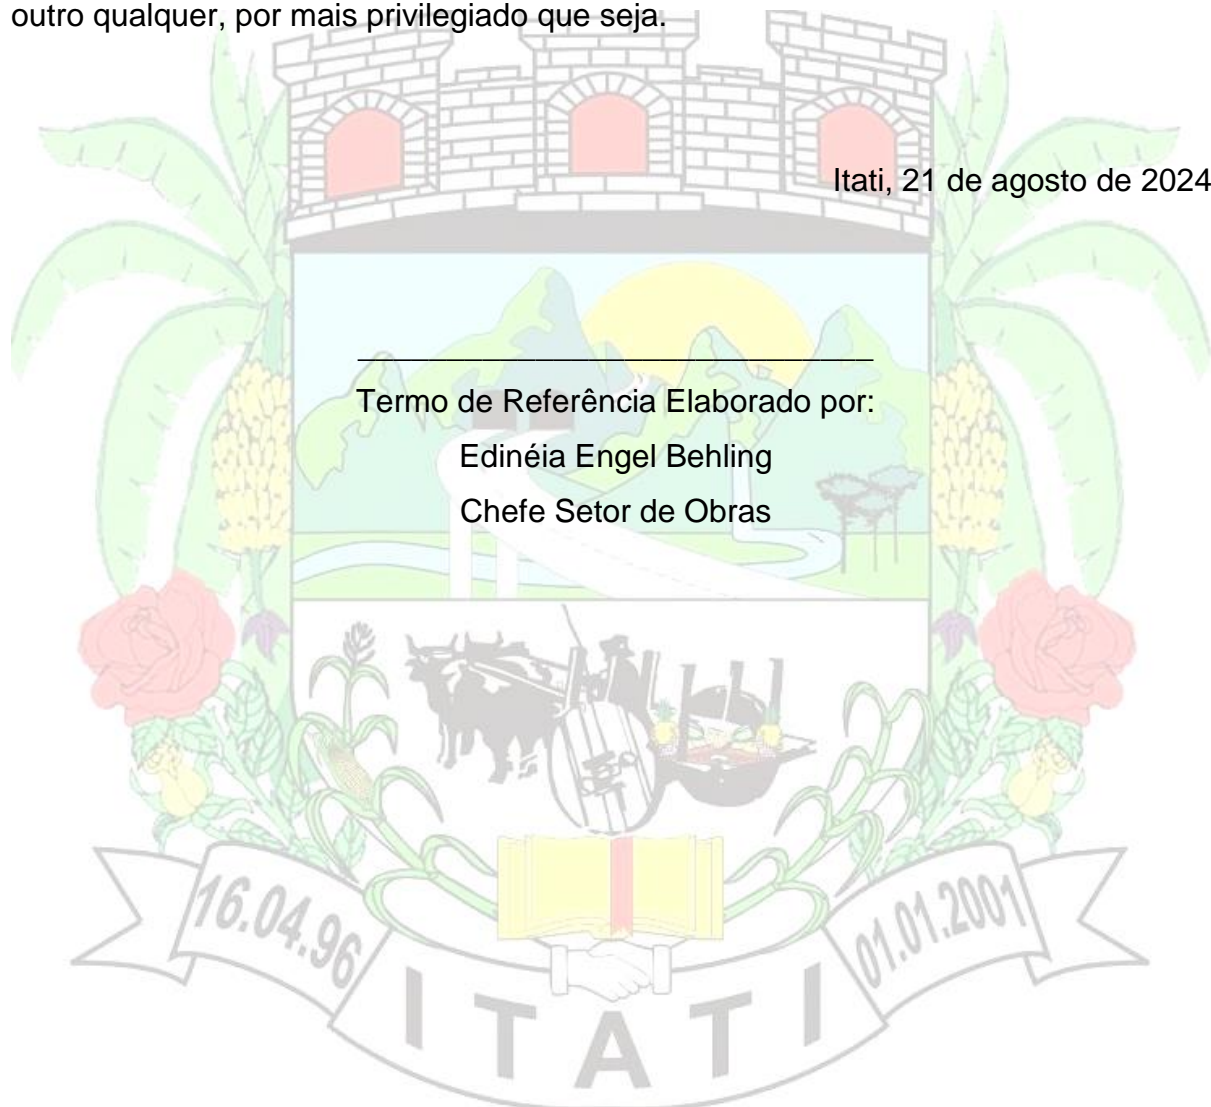 outro qualquer, por mais privilegiado que seja.
Itati, 21 de agosto de 2024
Termo de Referência Elaborado por:
Edinéia Engel Behling
Chefe Setor de Obras
16.04.96
01.01.2001
ITATI